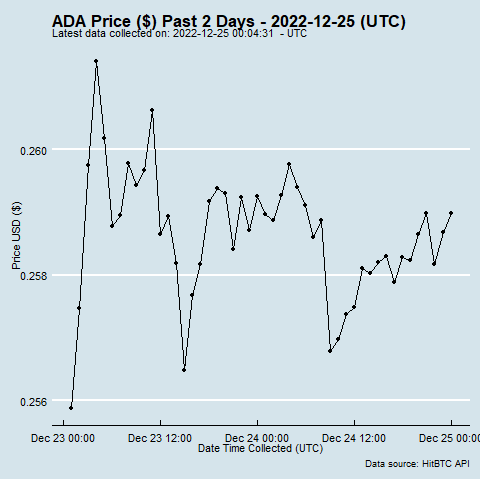 ADA Price ($) Past 2 Days - 2022-12-25 (UTC)
Latest data collected on: 2022-12-25 00:04:31 - UTC
0.260
Price USD ($)
0.258
0.256
Dec 23 00:00 Dec 23 12:00 Dec 24 00:00 Dec 24 12:00 Dec 25 00:00
Date Time Collected (UTC)
Data source: HitBTC API